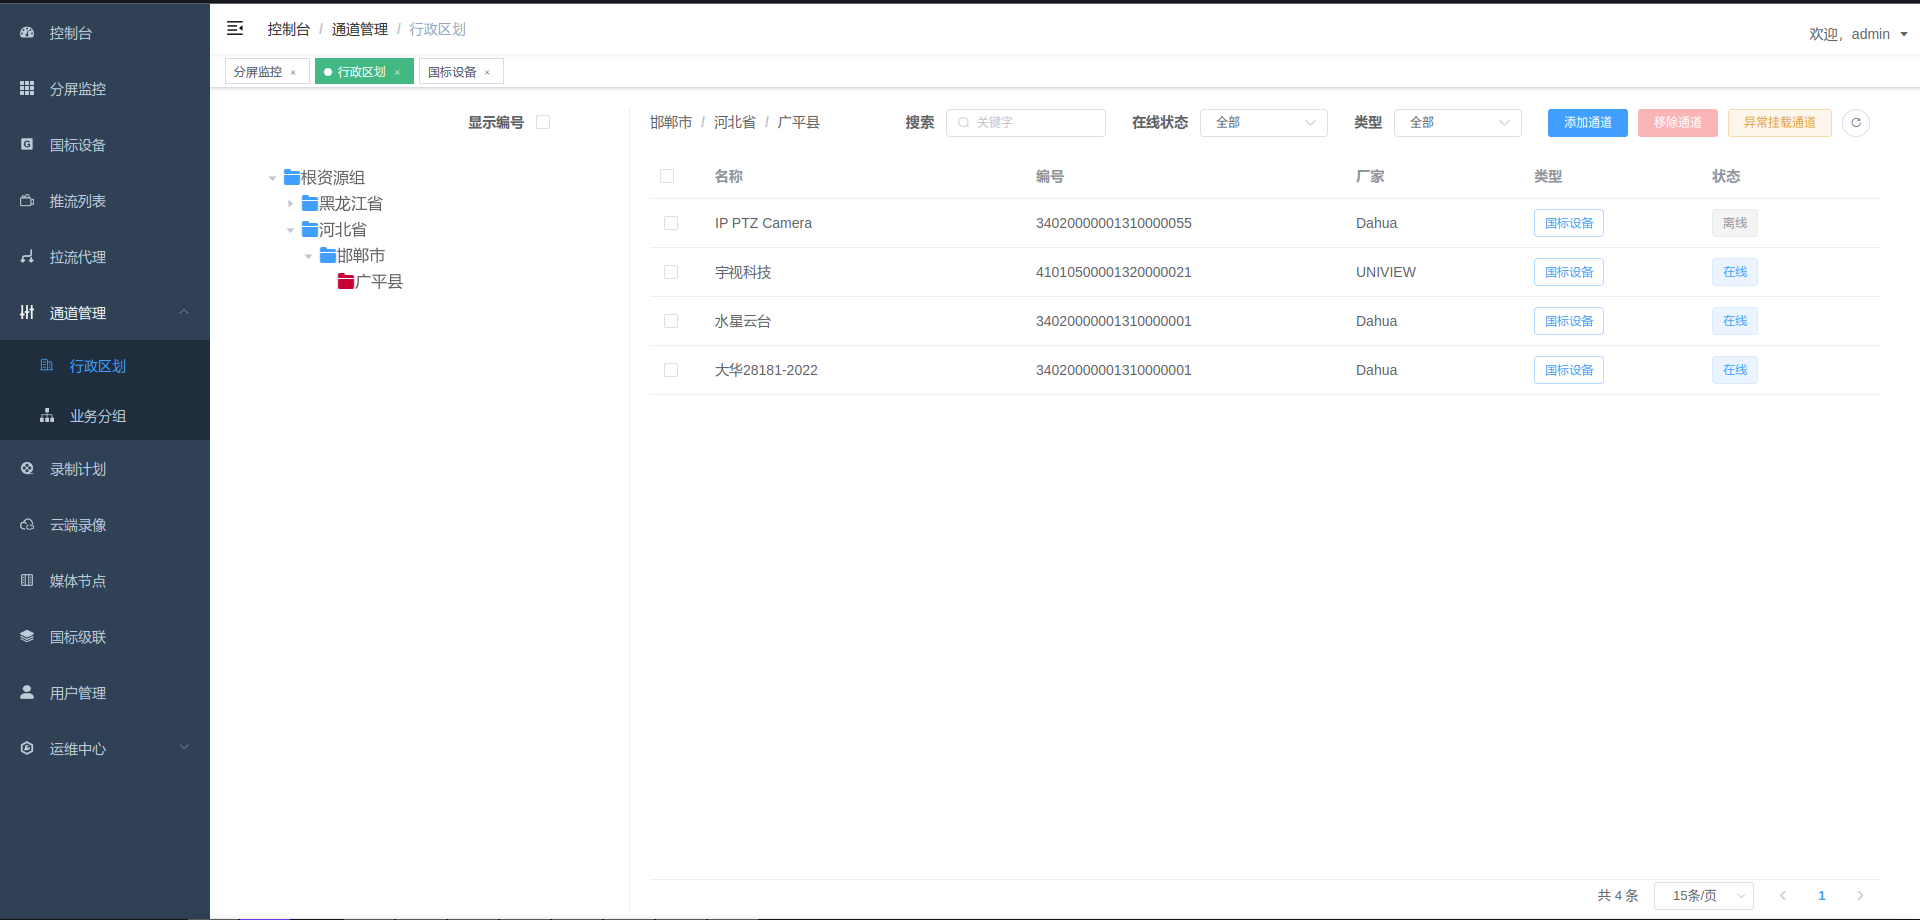 控制台
分屏监控
国标设备
推流列表
拉流代理
通道管理
行政区划
业务分组
录制计划
云端录像
媒体节点
国标级联
用户管理
运维中心
控制台 / 通道管理 / 行政区划
欢迎，admin
分屏监控 × 行政区划 × 国标设备 ×
显示编号
根资源组
黑龙江省
河北省
邯郸市
广平县
邯郸市 / 河北省 / 广平县 搜索 关键字 在线状态 全部 类型 全部 添加通道 移除通道 异常挂载通道
名称 编号 厂家 类型 状态
IP PTZ Camera 34020000001310000055 Dahua 国标设备 离线
宇视科技 41010500001320000021 UNIVIEW 国标设备 在线
水星云台 34020000001310000001 Dahua 国标设备 在线
大华28181-2022 34020000001310000001 Dahua 国标设备 在线
共 4 条 15条/页 1